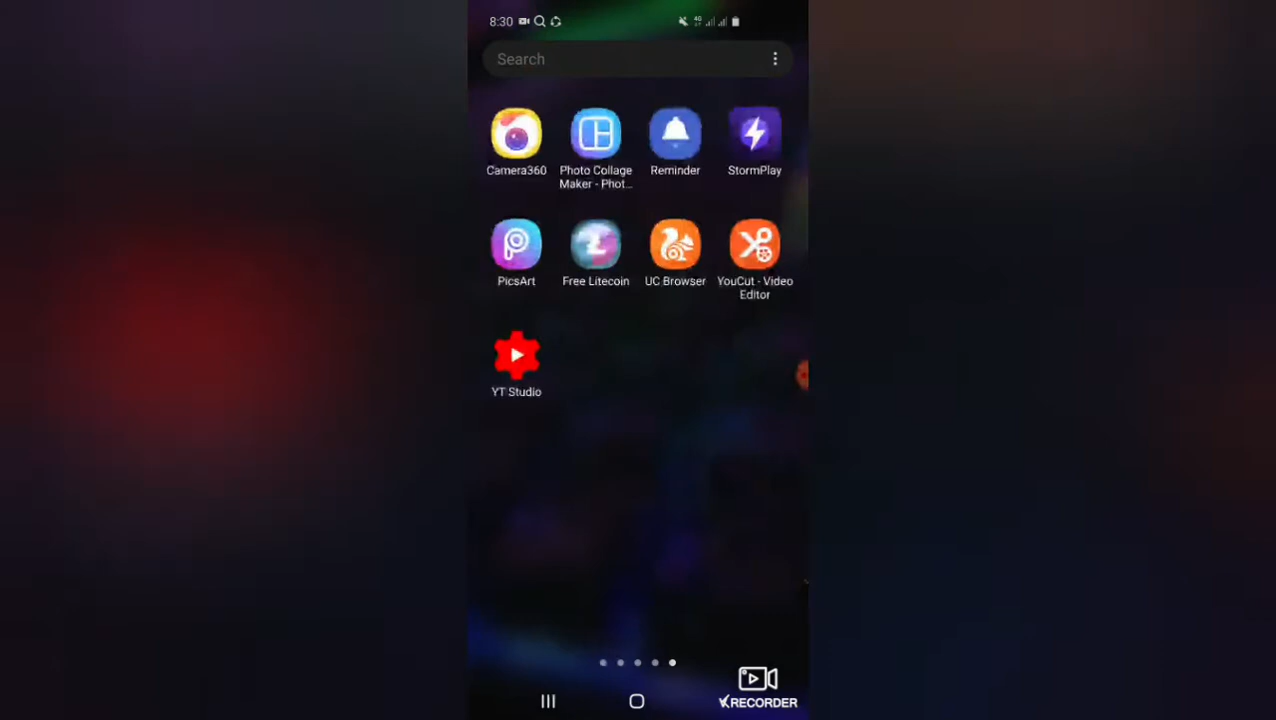 8:30
4G
Search
Camera360
Photo Collage
Maker - Phot...
Reminder
StormPlay
PicsArt
Free Litecoin
UC Browser
YouCut - Video
Editor
YT Studio
RECORDER